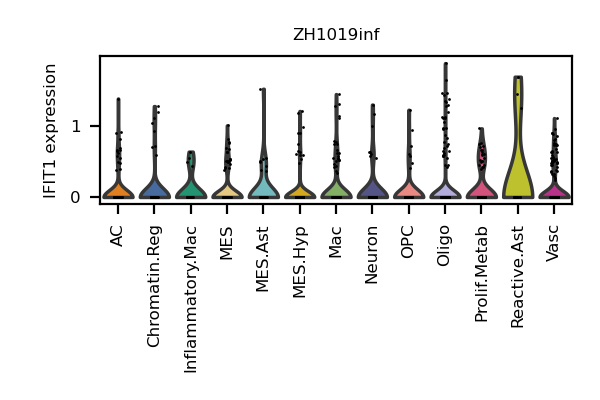 ZH1019inf
IFIT1 expression
1
0
AC
Chromatin.Reg
Inflammatory.Mac
MES
MES.Ast
MES.Hyp
Mac
Neuron
OPC
Oligo
Prolif.Metab
Reactive.Ast
Vasc